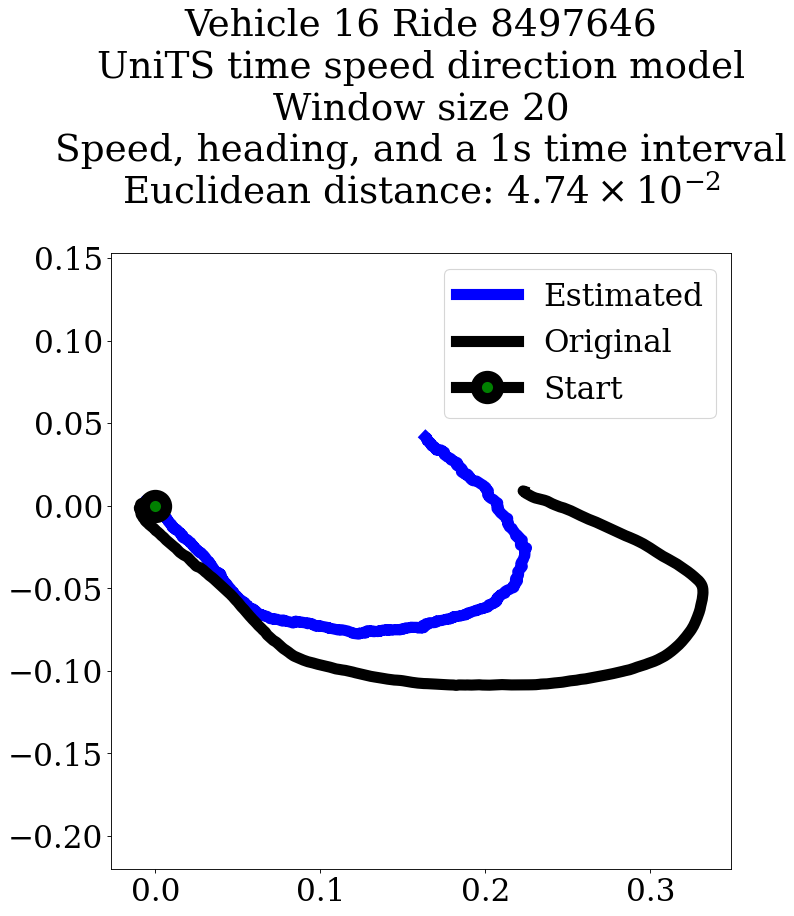 Vehicle 16 Ride 8497646
UniTS time speed direction model
Window size 20
Speed, heading, and a 1s time interval
Euclidean distance: 4.74 × 10⁻²
0.15
Estimated
0.10
Original
Start
0.05
0.00
−0.05
−0.10
−0.15
−0.20
0.0 0.1 0.2 0.3